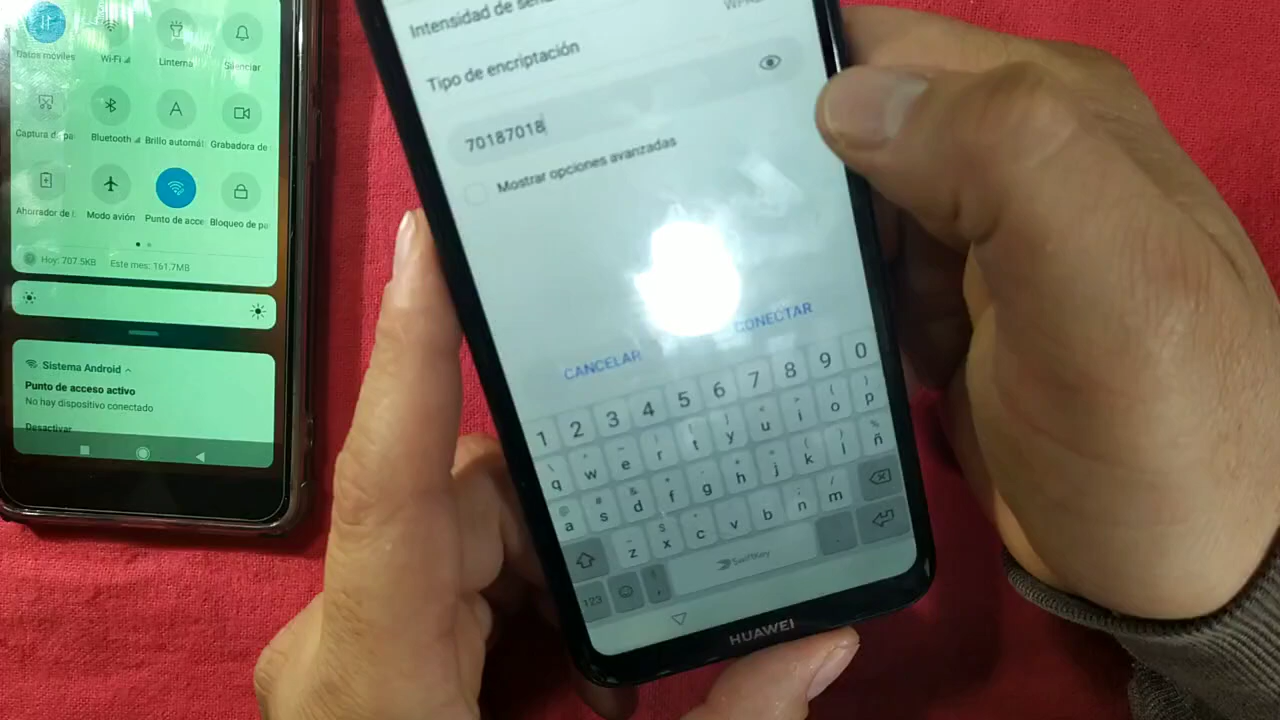 Datos móviles
Wi-Fi
Linterna
Silenciar
Captura de pa
Bluetooth
Brillo automát
Grabadora de
Ahorrador de
Modo avión
Punto de acce
Bloqueo de pa
Hoy: 707.5KB
Este mes: 161.7MB
Sistema Android
Punto de acceso activo
No hay dispositivo conectado
Desactivar
Intensidad de
Tipo de encriptación
70187018
Mostrar opciones avanzadas
CANCELAR
CONECTAR
1 2 3 4 5 6 7 8 9 0
q w e r t y u i o p
a s d f g h j k l ñ
z x c v b n m
123
SwiftKey
HUAWEI